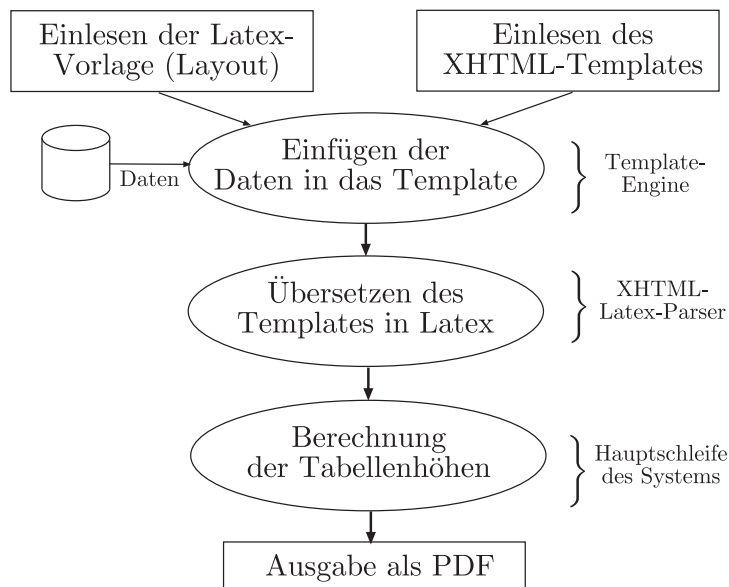 Einlesen der Latex-
Vorlage (Layout)
Einlesen des
XHTML-Templates
Daten
Einfügen der
Daten in das Template
Template-
Engine
Übersetzen des
Templates in Latex
XHTML-
Latex-Parser
Berechnung
der Tabellenhöhen
Hauptschleife
des Systems
Ausgabe als PDF